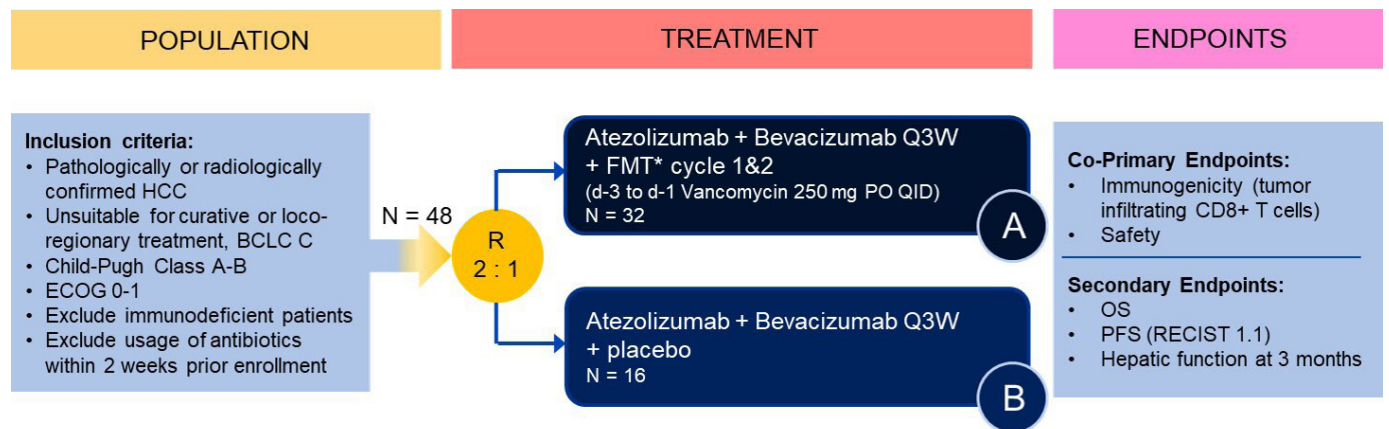 POPULATION
TREATMENT
ENDPOINTS
Inclusion criteria:
• Pathologically or radiologically
confirmed HCC
• Unsuitable for curative or loco-
regionary treatment, BCLC C
• Child-Pugh Class A-B
• ECOG 0-1
• Exclude immunodeficient patients
• Exclude usage of antibiotics
within 2 weeks prior enrollment
N = 48
R
2 : 1
Atezolizumab + Bevacizumab Q3W
+ FMT* cycle 1&2
(d-3 to d-1 Vancomycin 250 mg PO QID)
N = 32
A
Atezolizumab + Bevacizumab Q3W
+ placebo
N = 16
B
Co-Primary Endpoints:
• Immunogenicity (tumor
infiltrating CD8+ T cells)
• Safety
Secondary Endpoints:
• OS
• PFS (RECIST 1.1)
• Hepatic function at 3 months